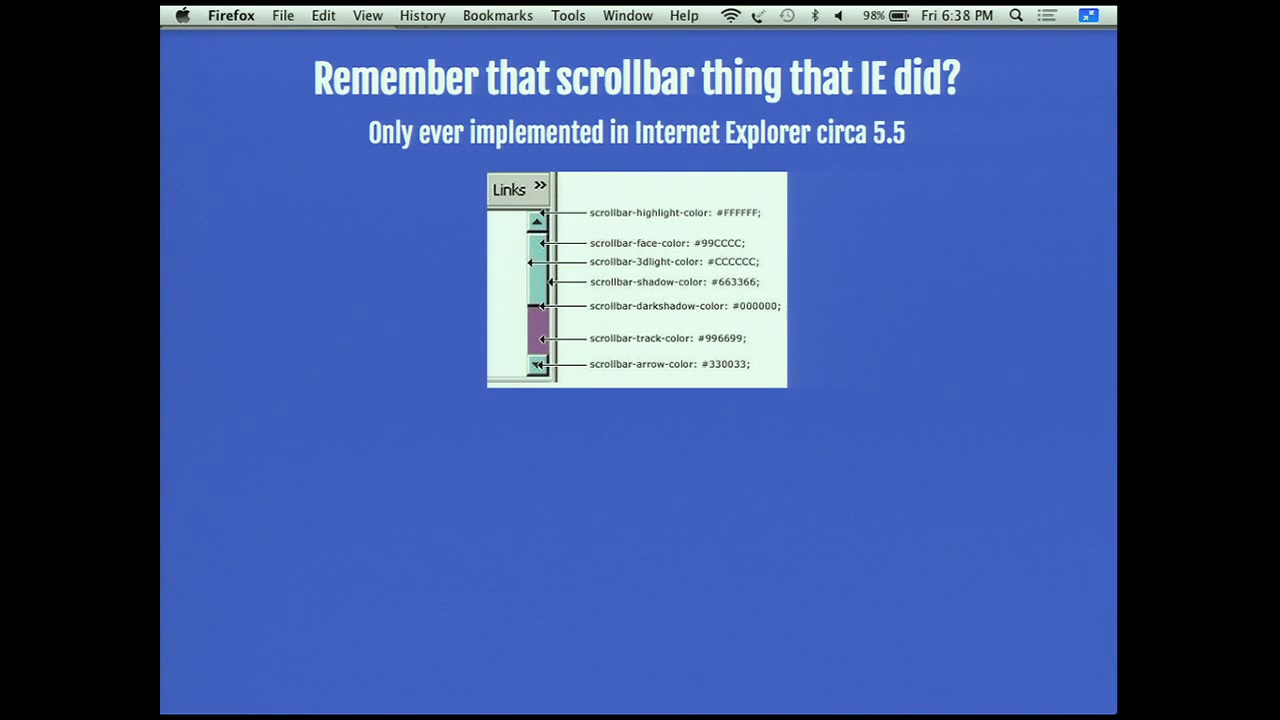 Firefox File Edit View History Bookmarks Tools Window Help 98% Fri 6:38 PM
Remember that scrollbar thing that IE did?
Only ever implemented in Internet Explorer circa 5.5
Links »
scrollbar-highlight-color: #FFFFFF;
scrollbar-face-color: #99CCCC;
scrollbar-3dlight-color: #CCCCCC;
scrollbar-shadow-color: #663366;
scrollbar-darkshadow-color: #000000;
scrollbar-track-color: #996699;
scrollbar-arrow-color: #330033;